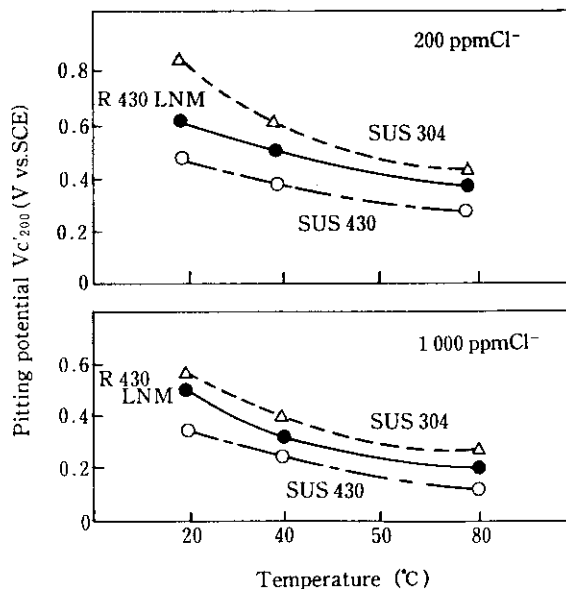 200 ppmCl⁻
0.8
R 430 LNM
0.6
SUS 304
0.4
SUS 430
0.2
0
Pitting potential Vc′₂₀₀ (V vs.SCE)
1 000 ppmCl⁻
0.6
R 430
LNM
0.4
SUS 304
0.2
SUS 430
0
20 40 50 80
Temperature (°C)